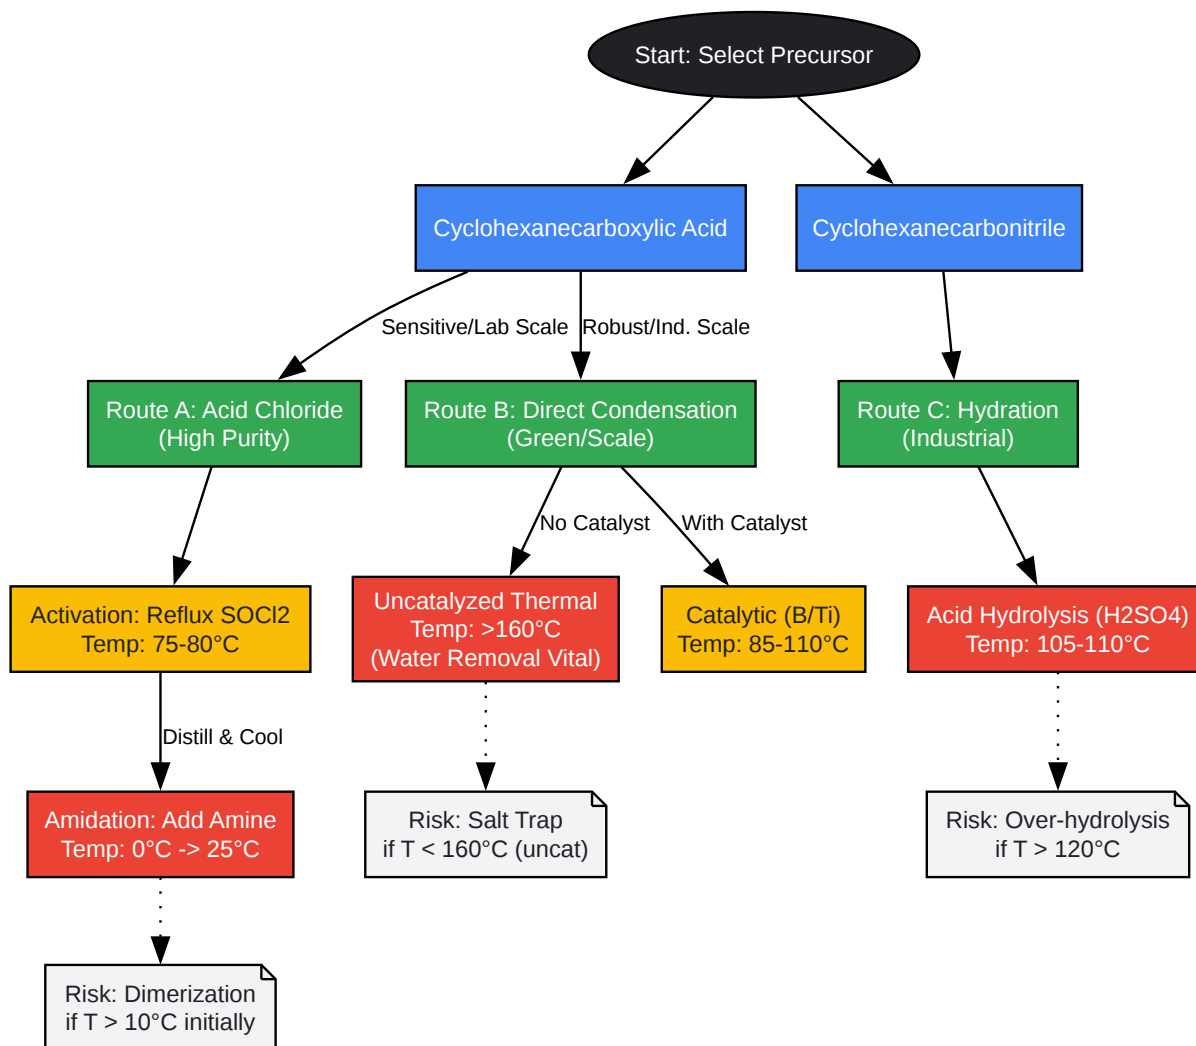 Start: Select Precursor
Cyclohexanecarboxylic Acid
Cyclohexanecarbonitrile
Sensitive/Lab Scale
Robust/Ind. Scale
Route A: Acid Chloride
(High Purity)
Route B: Direct Condensation
(Green/Scale)
Route C: Hydration
(Industrial)
No Catalyst
With Catalyst
Activation: Reflux SOCl2
Temp: 75-80°C
Uncatalyzed Thermal
Temp: >160°C
(Water Removal Vital)
Catalytic (B/Ti)
Temp: 85-110°C
Acid Hydrolysis (H2SO4)
Temp: 105-110°C
Distill & Cool
Amidation: Add Amine
Temp: 0°C -> 25°C
Risk: Salt Trap
if T < 160°C (uncat)
Risk: Over-hydrolysis
if T > 120°C
Risk: Dimerization
if T > 10°C initially